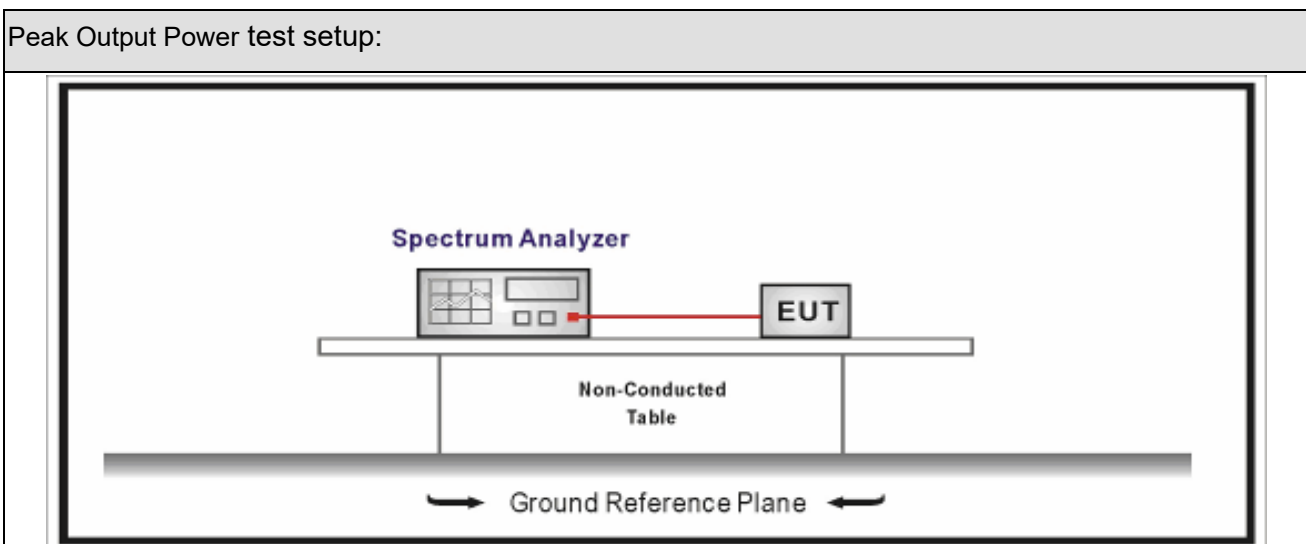 Peak Output Power test setup:
Spectrum Analyzer
EUT
Non-Conducted
Table
Ground Reference Plane